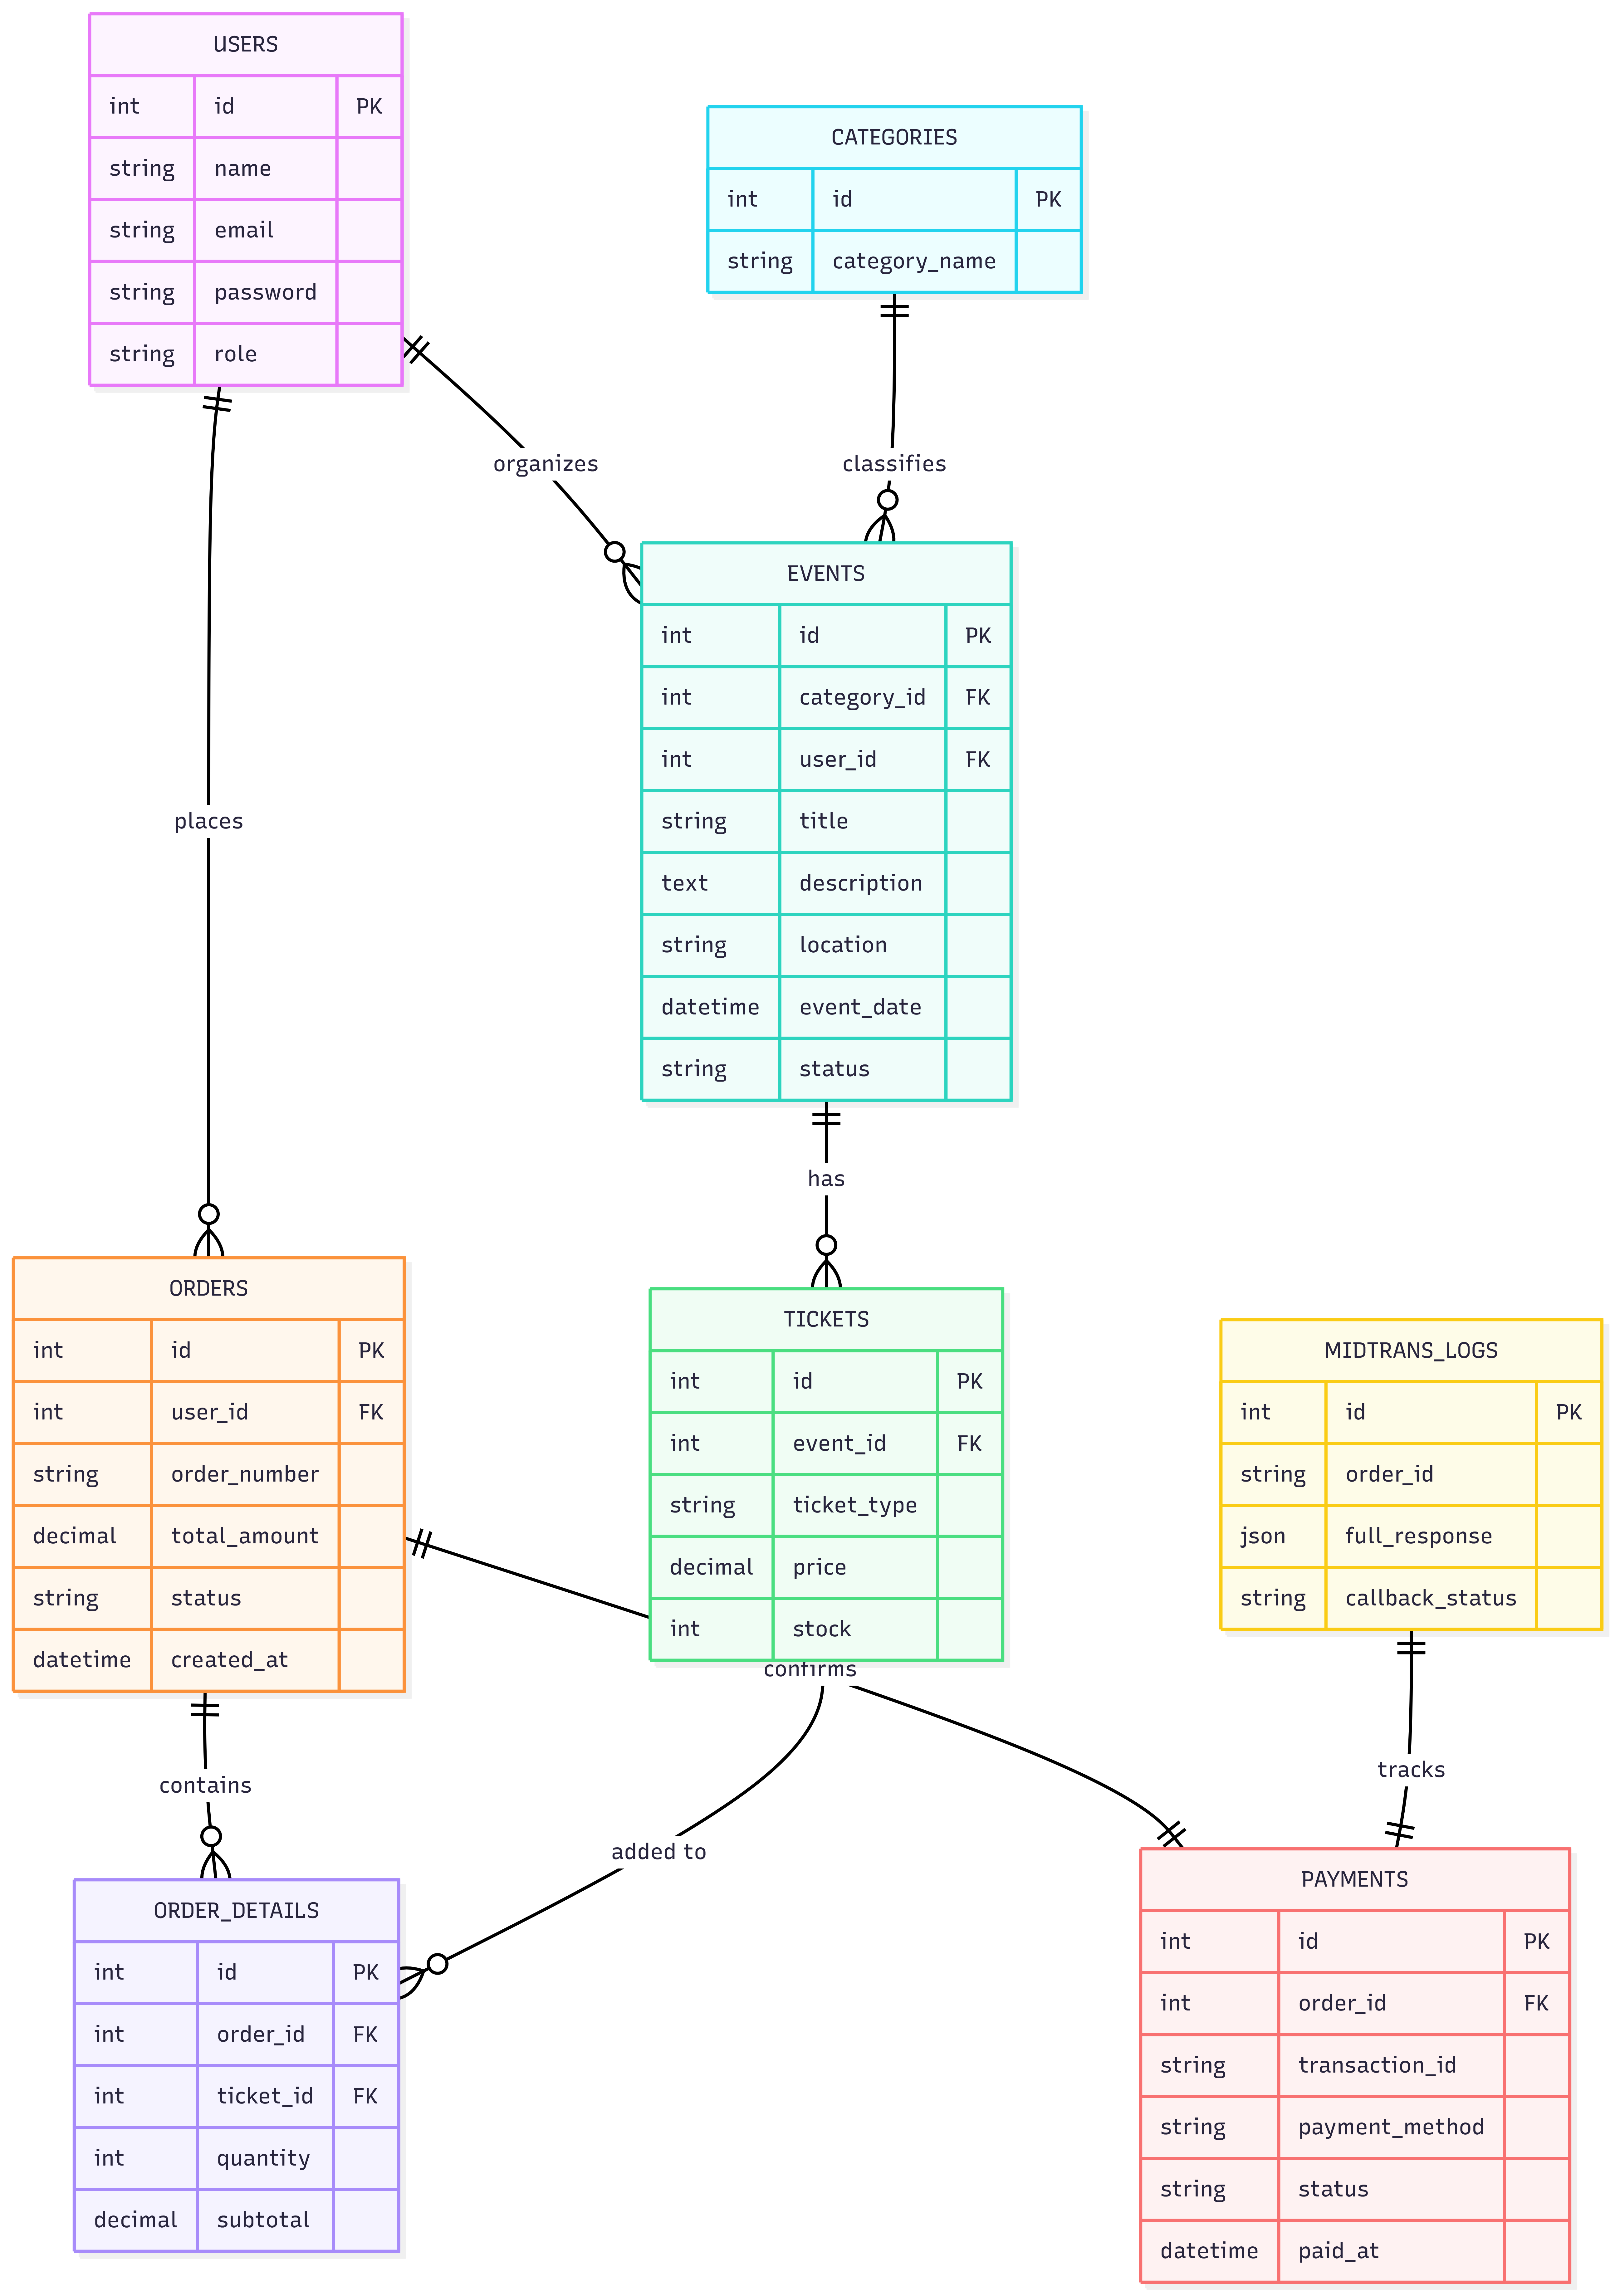 USERS
int id PK
string name
string email
string password
string role
CATEGORIES
int id PK
string category_name
organizes
classifies
EVENTS
int id PK
int category_id FK
int user_id FK
string title
text description
string location
datetime event_date
string status
places
has
ORDERS
int id PK
int user_id FK
string order_number
decimal total_amount
string status
datetime created_at
TICKETS
int id PK
int event_id FK
string ticket_type
decimal price
int stock
MIDTRANS_LOGS
int id PK
string order_id
json full_response
string callback_status
confirms
contains
added to
tracks
ORDER_DETAILS
int id PK
int order_id FK
int ticket_id FK
int quantity
decimal subtotal
PAYMENTS
int id PK
int order_id FK
string transaction_id
string payment_method
string status
datetime paid_at